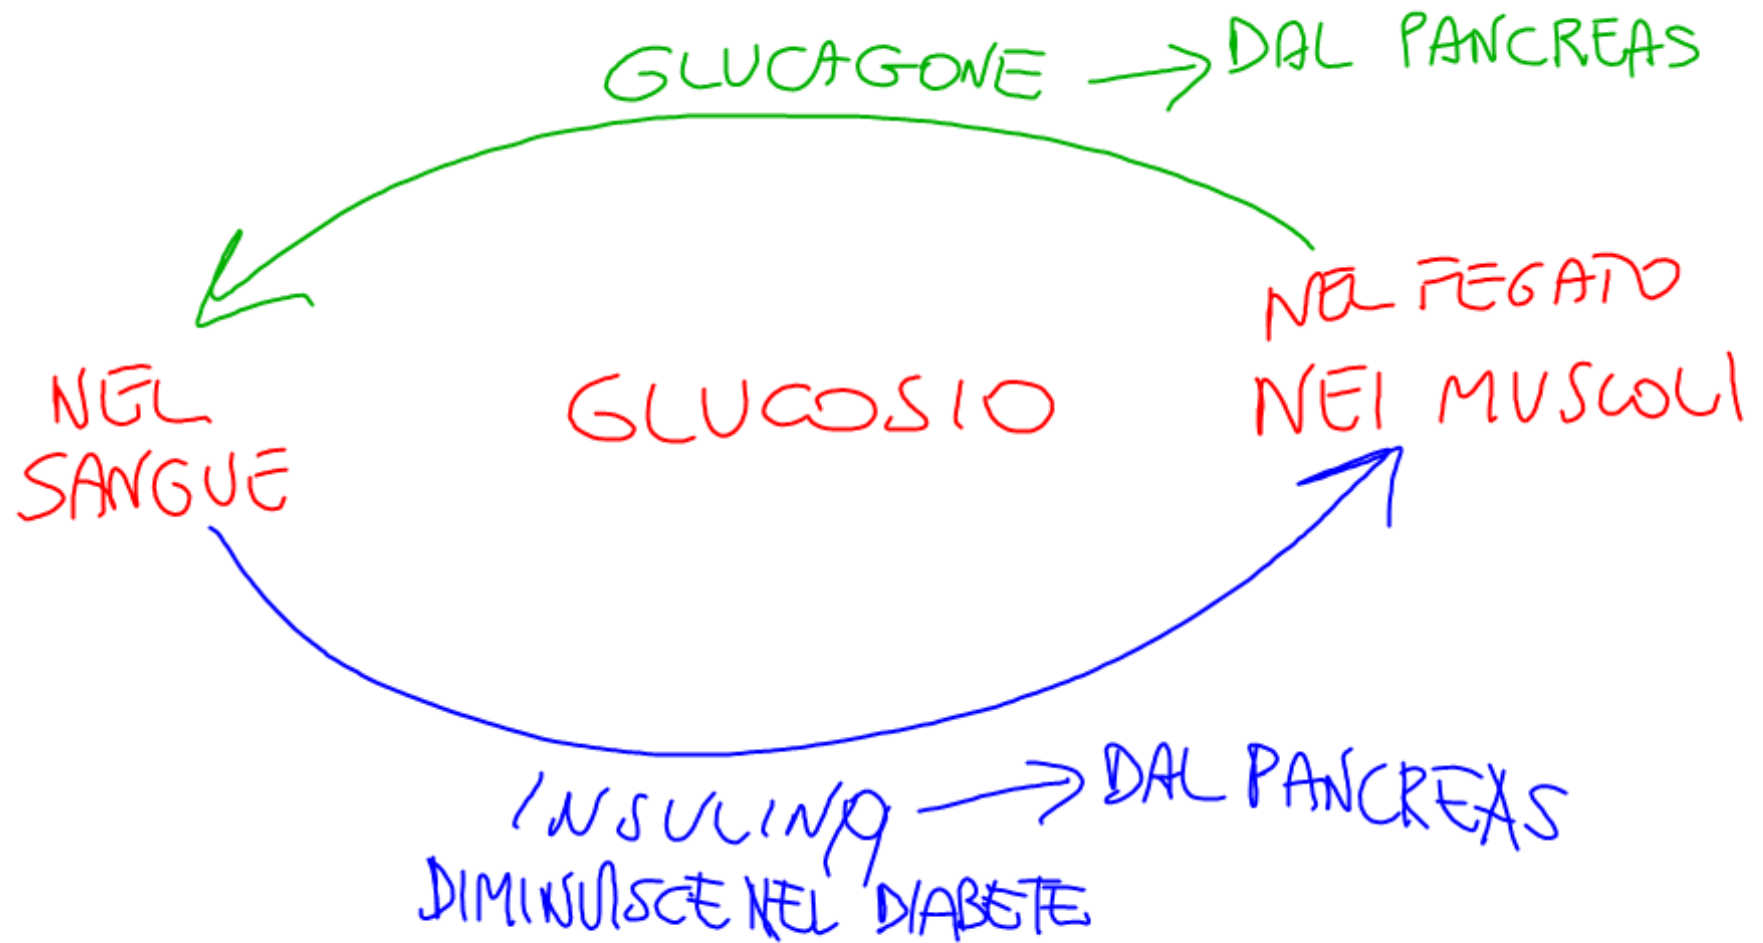 GLUCAGONE → DAL PANCREAS
NEL FEGATO
NEI MUSCOLI
NEL
SANGUE
GLUCOSIO
INSULINA → DAL PANCREAS
DIMINUISCE NEL DIABETE